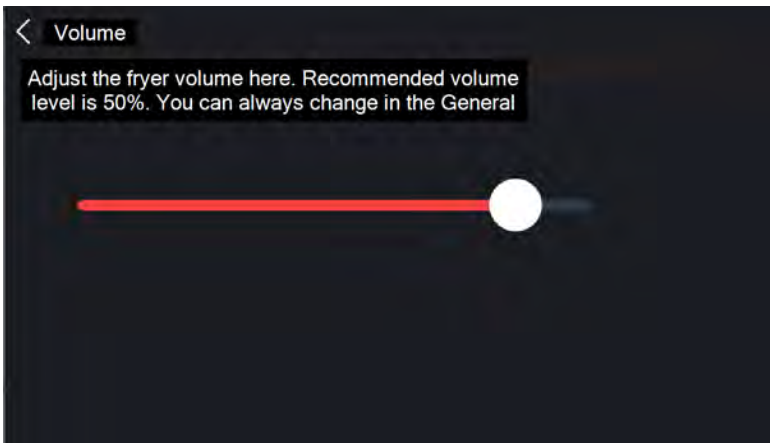 Volume
Adjust the fryer volume here. Recommended volume
level is 50%. You can always change in the General